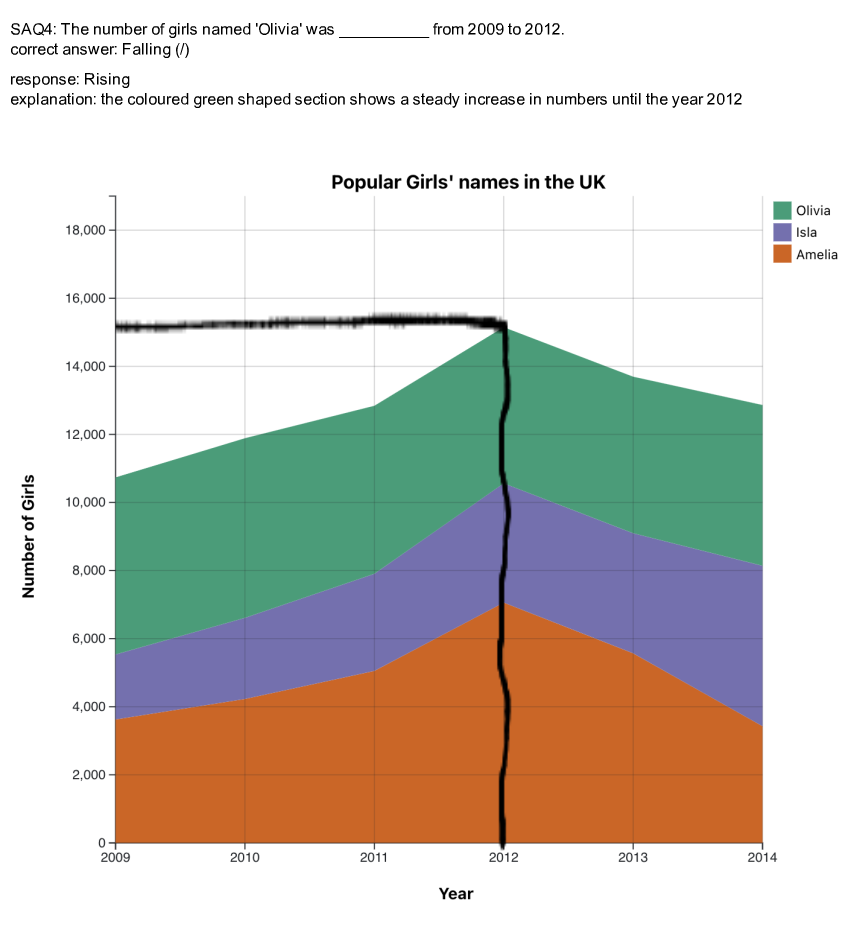 SAQ4: The number of girls named 'Olivia' was ___________ from 2009 to 2012.
correct answer: Falling (/)
response: Rising
explanation: the coloured green shaped section shows a steady increase in numbers until the year 2012
Popular Girls' names in the UK
Olivia
Isla
Amelia
18,000
16,000
14,000
12,000
10,000
8,000
6,000
4,000
2,000
0
Number of Girls
2009 2010 2011 2012 2013 2014
Year